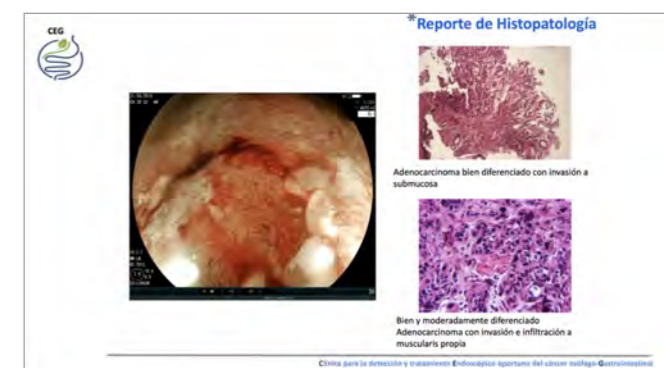 CEG
*Reporte de Histopatología
Adenocarcinoma bien diferenciado con invasión a
submucosa
Bien y moderadamente diferenciado
Adenocarcinoma con invasión e infiltración a
muscularis propia
Clínica para la detección y tratamiento Endoscópico oportuno del cáncer esófago-Gastrointestinal